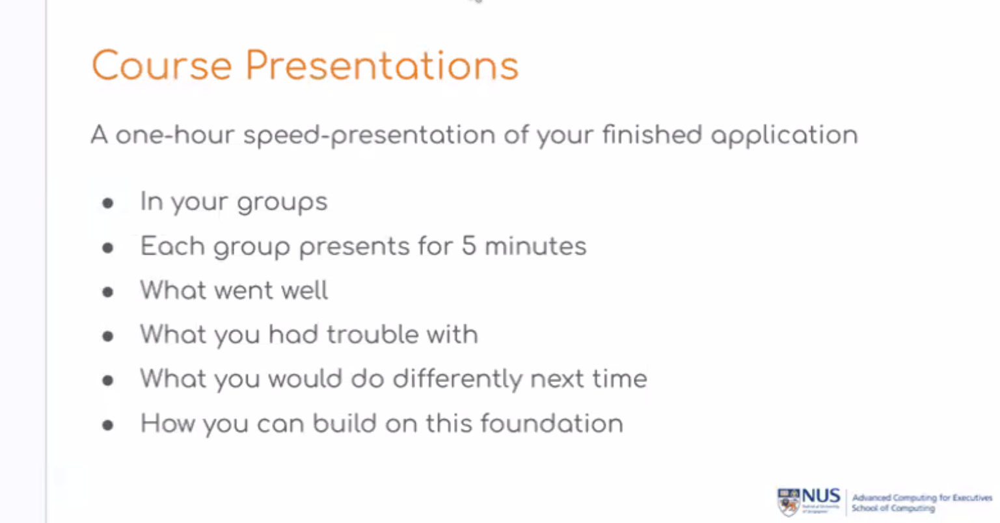 Course Presentations
A one-hour speed-presentation of your finished application
● In your groups
● Each group presents for 5 minutes
● What went well
● What you had trouble with
● What you would do differently next time
● How you can build on this foundation
NUS
National University
of Singapore
Advanced Computing for Executives
School of Computing